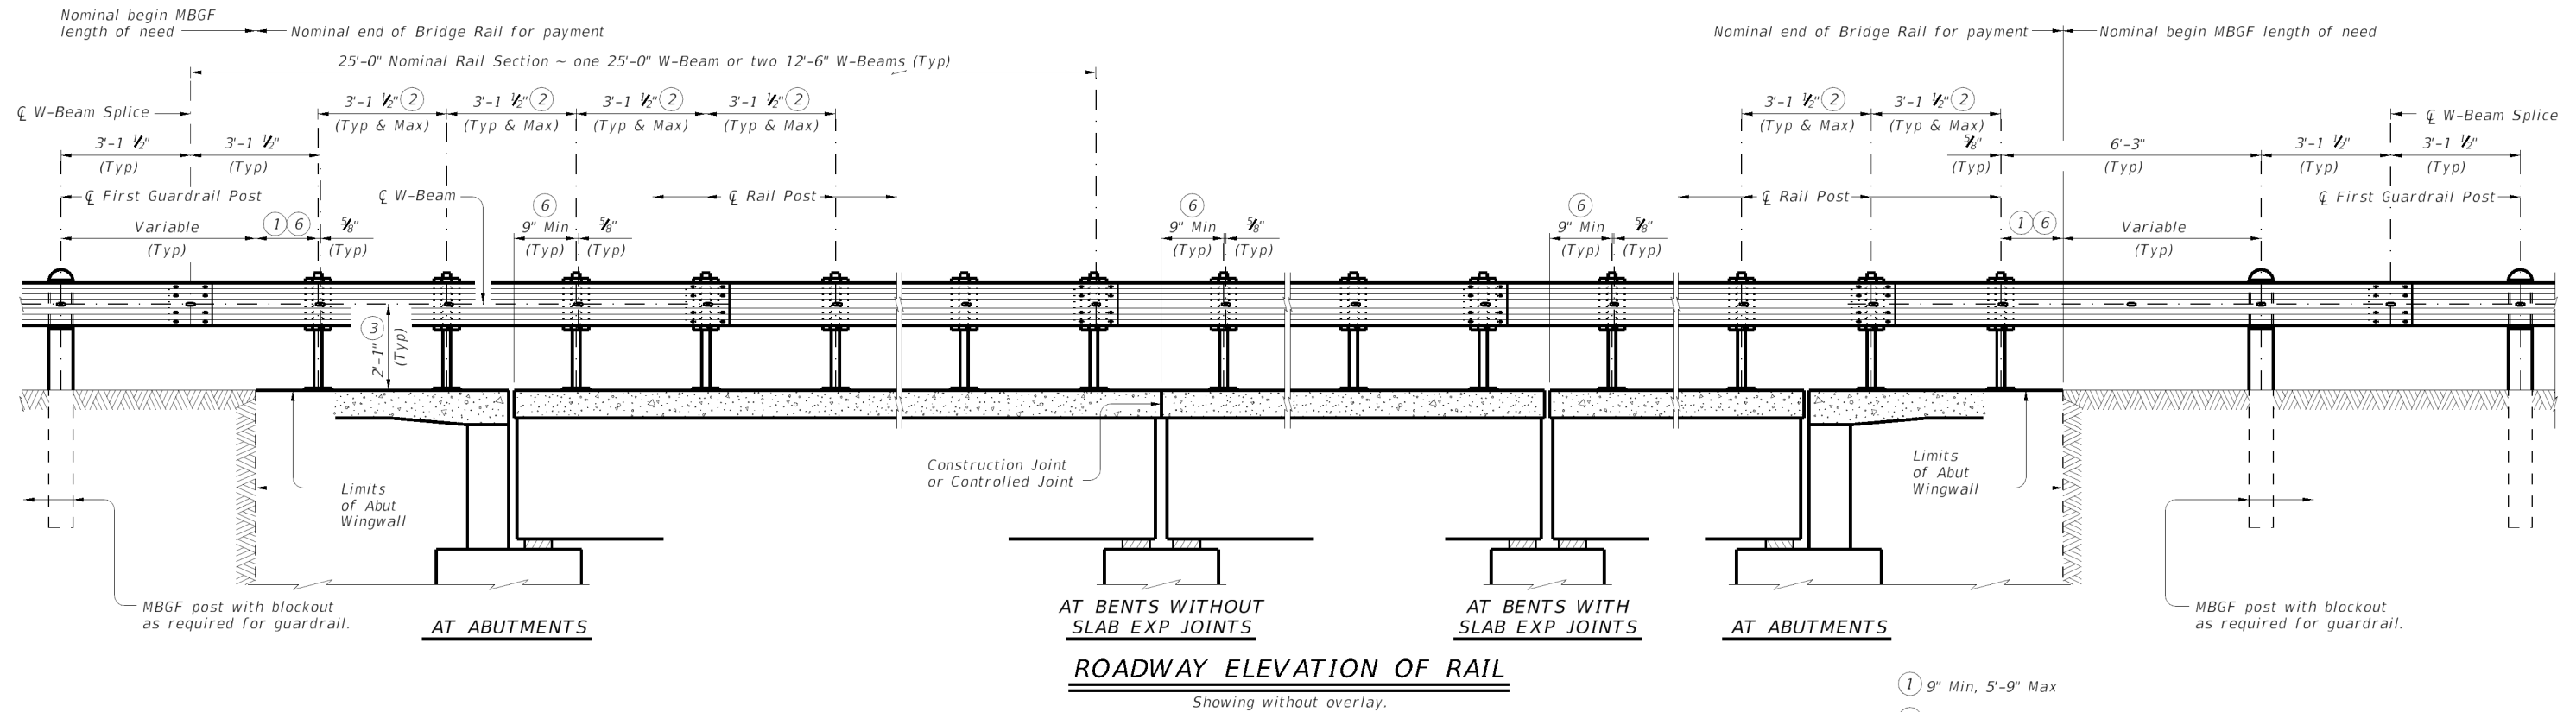 Nominal begin MBGF
length of need
Nominal end of Bridge Rail for payment
Nominal end of Bridge Rail for payment
Nominal begin MBGF length of need
25'-0" Nominal Rail Section ~ one 25'-0" W-Beam or two 12'-6" W-Beams (Typ)
℄ W-Beam Splice
3'-1 ½" ②
(Typ & Max)
3'-1 ½" ②
(Typ & Max)
3'-1 ½" ②
(Typ & Max)
3'-1 ½" ②
(Typ & Max)
3'-1 ½" ②
(Typ & Max)
3'-1 ½" ②
(Typ & Max)
℄ W-Beam Splice
3'-1 ½"
(Typ)
3'-1 ½"
(Typ)
⅝"
(Typ)
6'-3"
(Typ)
3'-1 ½"
(Typ)
3'-1 ½"
(Typ)
℄ First Guardrail Post
℄ W-Beam
℄ Rail Post
℄ Rail Post
℄ First Guardrail Post
Variable
(Typ)
① ⑥
⅝"
(Typ)
⑥
9" Min
(Typ)
⅝"
(Typ)
⑥
9" Min
(Typ)
⅝"
(Typ)
⑥
9" Min
(Typ)
⅝"
(Typ)
① ⑥
Variable
(Typ)
2'-1" ③
(Typ)
Limits
of Abut
Wingwall
Construction Joint
or Controlled Joint
Limits
of Abut
Wingwall
MBGF post with blockout
as required for guardrail.
AT ABUTMENTS
AT BENTS WITHOUT
SLAB EXP JOINTS
AT BENTS WITH
SLAB EXP JOINTS
AT ABUTMENTS
MBGF post with blockout
as required for guardrail.
ROADWAY ELEVATION OF RAIL
Showing without overlay.
① 9" Min, 5'-9" Max